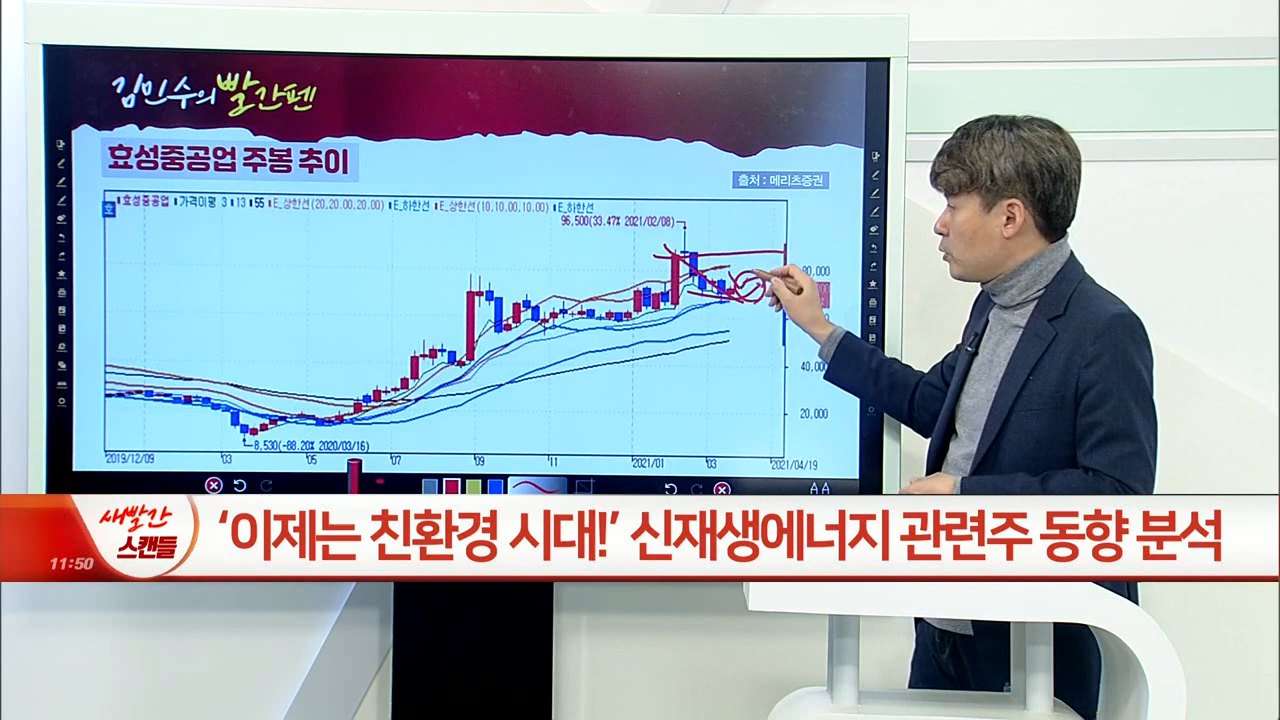 김민수의 빨간펜
효성중공업 주봉 추이
출처 : 메리츠증권
효
효성중공업 가격이평 3 13 55 E_상한선(20,20.00,20.00) E_하한선 E_상한선(10,10.00,10.00) E_하한선
96,500(33.47% 2021/02/08)
80,000
40,000
20,000
8,530(-88.20% 2020/03/16)
2019/12/09 03 05 07 09 11 2021/01 03 2021/04/19
A A
새빨간
스캔들
11:50
‘이제는 친환경 시대!’ 신재생에너지 관련주 동향 분석